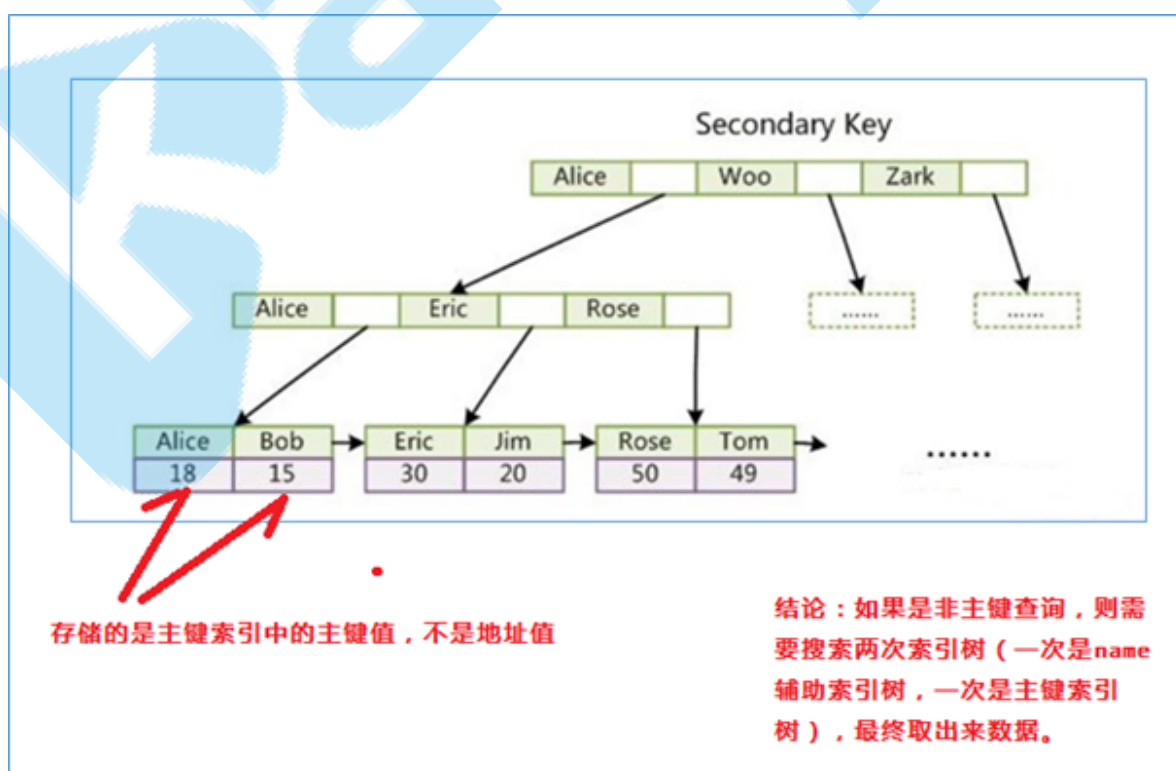 Secondary Key
Alice Woo Zark
Alice Eric Rose
...... ......
Alice Bob Eric Jim Rose Tom
18 15 30 20 50 49
......
存储的是主键索引中的主键值，不是地址值
结论：如果是非主键查询，则需
要搜索两次索引树（一次是name
辅助索引树，一次是主键索引
树），最终取出来数据。